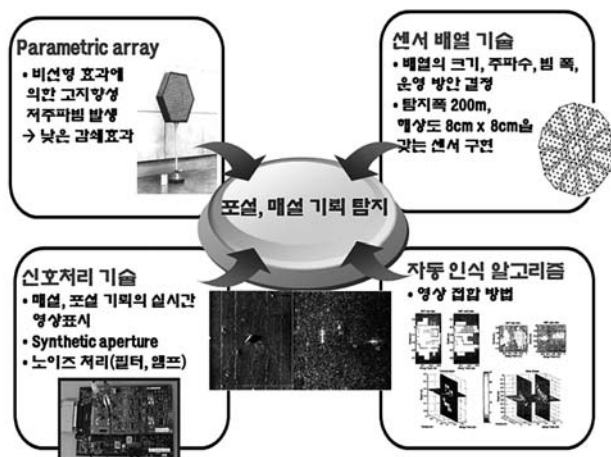 Parametric array
• 비선형 효과에
의한 고지향성
저주파빔 발생
→ 낮은 감쇄효과
센서 배열 기술
• 배열의 크기, 주파수, 빔 폭,
운영 방안 결정
• 탐지폭 200m,
해상도 8cm x 8cm을
갖는 센서 구현
포설, 매설 기뢰 탐지
신호처리 기술
• 매설, 포설 기뢰의 실시간
영상표시
• Synthetic aperture
• 노이즈 처리(필터, 앰프)
자동 인식 알고리즘
• 영상 접합 방법